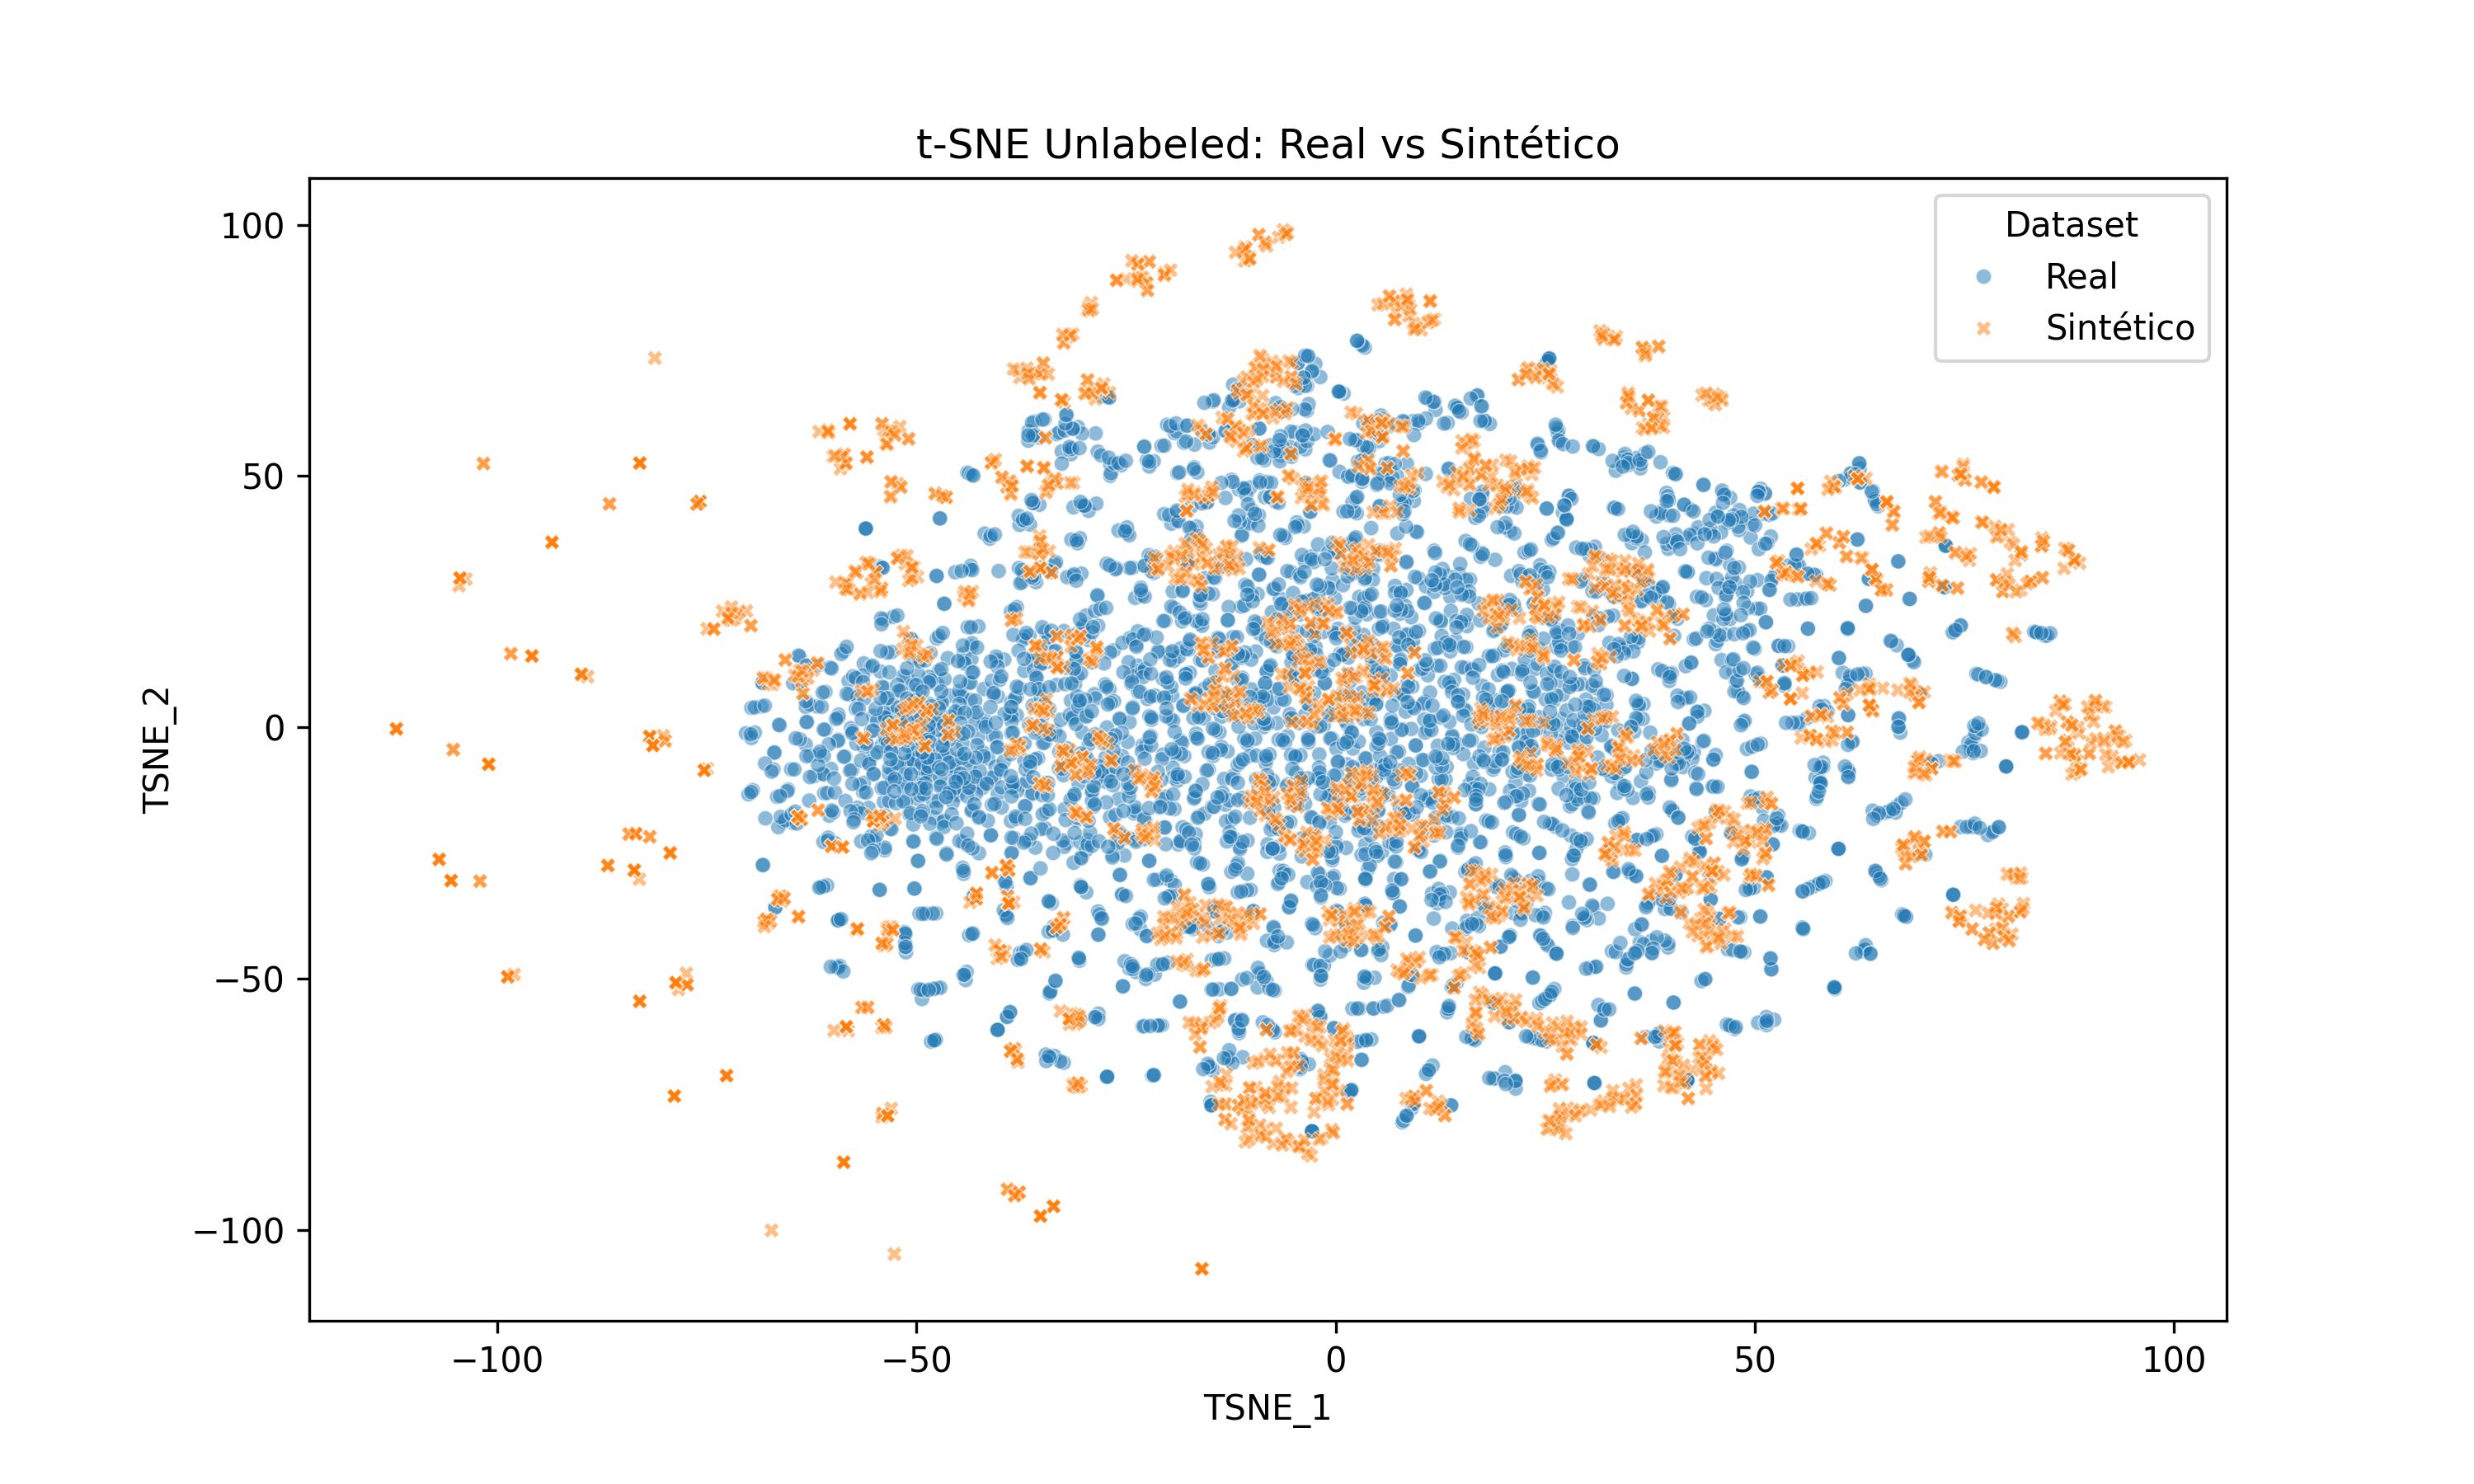 t-SNE Unlabeled: Real vs Sintético
Dataset
Real
Sintético
100
50
0
−50
−100
TSNE_2
−100
−50
0
50
100
TSNE_1